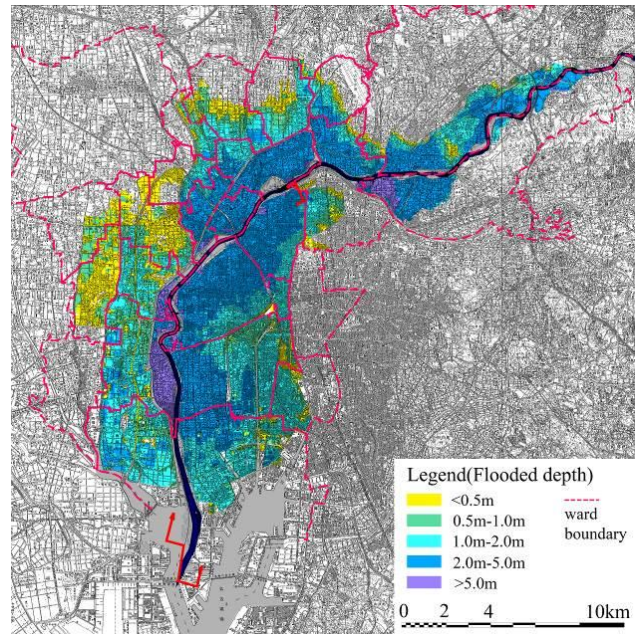 Legend(Flooded depth)
<0.5m
0.5m-1.0m
1.0m-2.0m
2.0m-5.0m
>5.0m
ward
boundary
0 2 4 10km